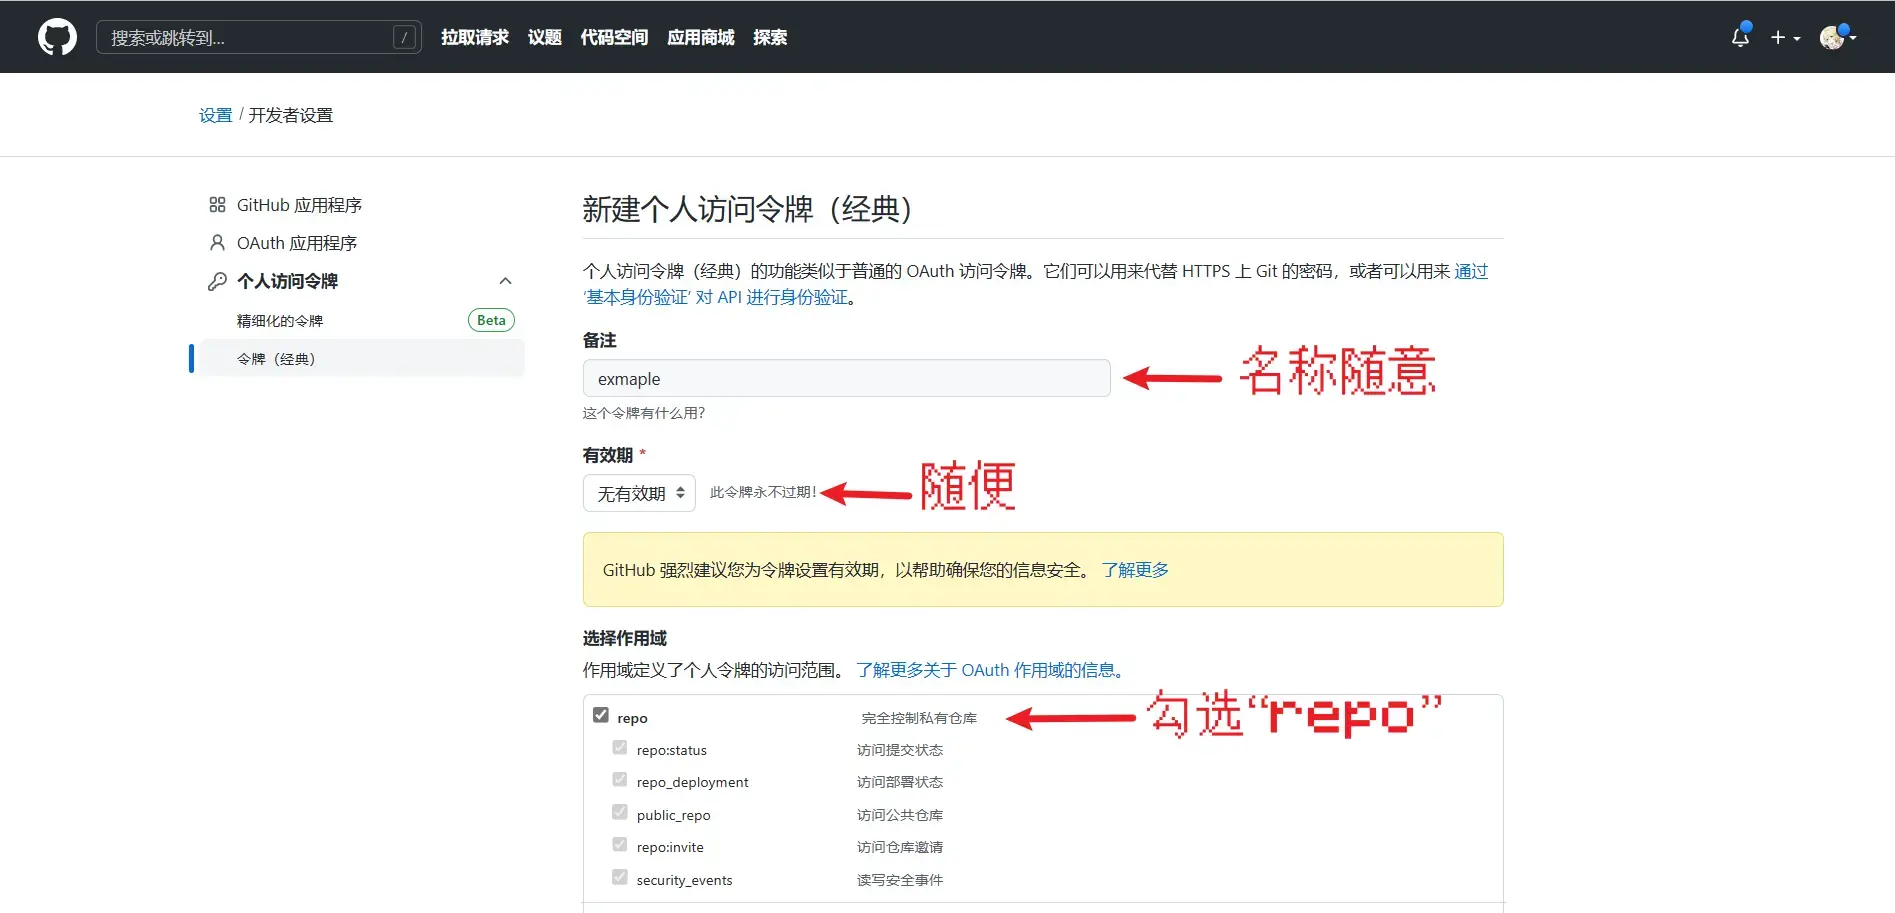 搜索或跳转到... / 拉取请求 议题 代码空间 应用商城 探索
设置 / 开发者设置
GitHub 应用程序
OAuth 应用程序
个人访问令牌
精细化的令牌 Beta
令牌（经典）
新建个人访问令牌（经典）
个人访问令牌（经典）的功能类似于普通的 OAuth 访问令牌。它们可以用来代替 HTTPS 上 Git 的密码，或者可以用来 通过
‘基本身份验证’ 对 API 进行身份验证。
备注
exmaple 名称随意
这个令牌有什么用？
有效期 *
无有效期 此令牌永不过期！ 随便
GitHub 强烈建议您为令牌设置有效期，以帮助确保您的信息安全。 了解更多
选择作用域
作用域定义了个人令牌的访问范围。 了解更多关于 OAuth 作用域的信息。
repo 完全控制私有仓库 勾选“repo”
repo:status 访问提交状态
repo_deployment 访问部署状态
public_repo 访问公共仓库
repo:invite 访问仓库邀请
security_events 读写安全事件